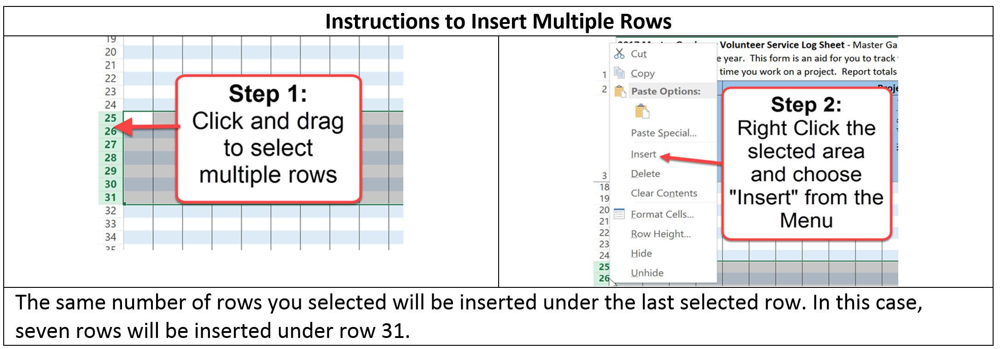 Instructions to Insert Multiple Rows
19
20
21
22
23
24
25
26
27
28
29
30
31
32
33
34
35
Step 1:
Click and drag
to select
multiple rows
Volunteer Service Log Sheet - Master Ga
e year. This form is an aid for you to track
time you work on a project. Report totals
1
2
3
18
19
20
21
22
23
24
25
26
Cut
Copy
Paste Options:
Paste Special...
Insert
Delete
Clear Contents
Format Cells...
Row Height...
Hide
Unhide
Step 2:
Right Click the
slected area
and choose
"Insert" from the
Menu
The same number of rows you selected will be inserted under the last selected row. In this case,
seven rows will be inserted under row 31.